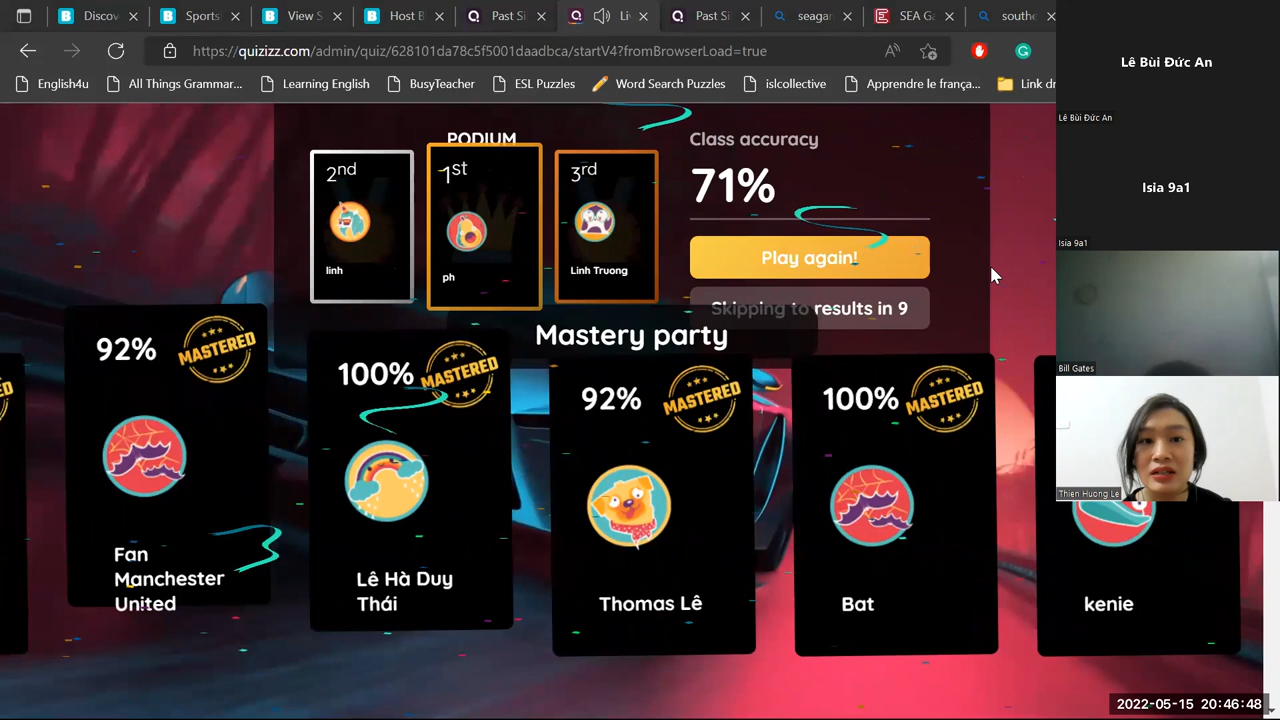 Discov
Sports
View S
Host B
Past Si
Li
Past Si
seagar
SEA G
southe
https://quizizz.com/admin/quiz/628101da78c5f5001daadbca/startV4?fromBrowserLoad=true
English4u
All Things Grammar...
Learning English
BusyTeacher
ESL Puzzles
Word Search Puzzles
islcollective
Apprendre le frança...
Link dr
PODIUM
2nd
linh
1st
ph
3rd
Linh Truong
Class accuracy
71%
Play again!
Skipping to results in 9
Mastery party
92%
MASTERED
Fan
Manchester
United
100%
MASTERED
Lê Hà Duy
Thái
92%
MASTERED
Thomas Lê
100%
MASTERED
Bat
kenie
Lê Bùi Đức An
Lê Bùi Đức An
Isia 9a1
Isia 9a1
Bill Gates
Thien Huong Le
2022-05-15 20:46:48